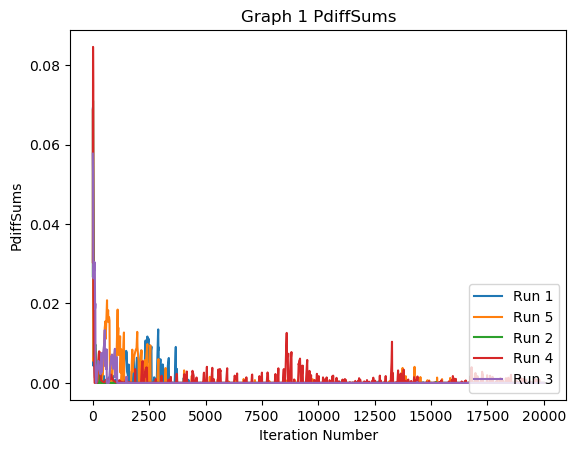 Graph 1 PdiffSums
PdiffSums
0.08
0.06
0.04
0.02
0.00
Run 1
Run 5
Run 2
Run 4
Run 3
0 2500 5000 7500 10000 12500 15000 17500 20000
Iteration Number